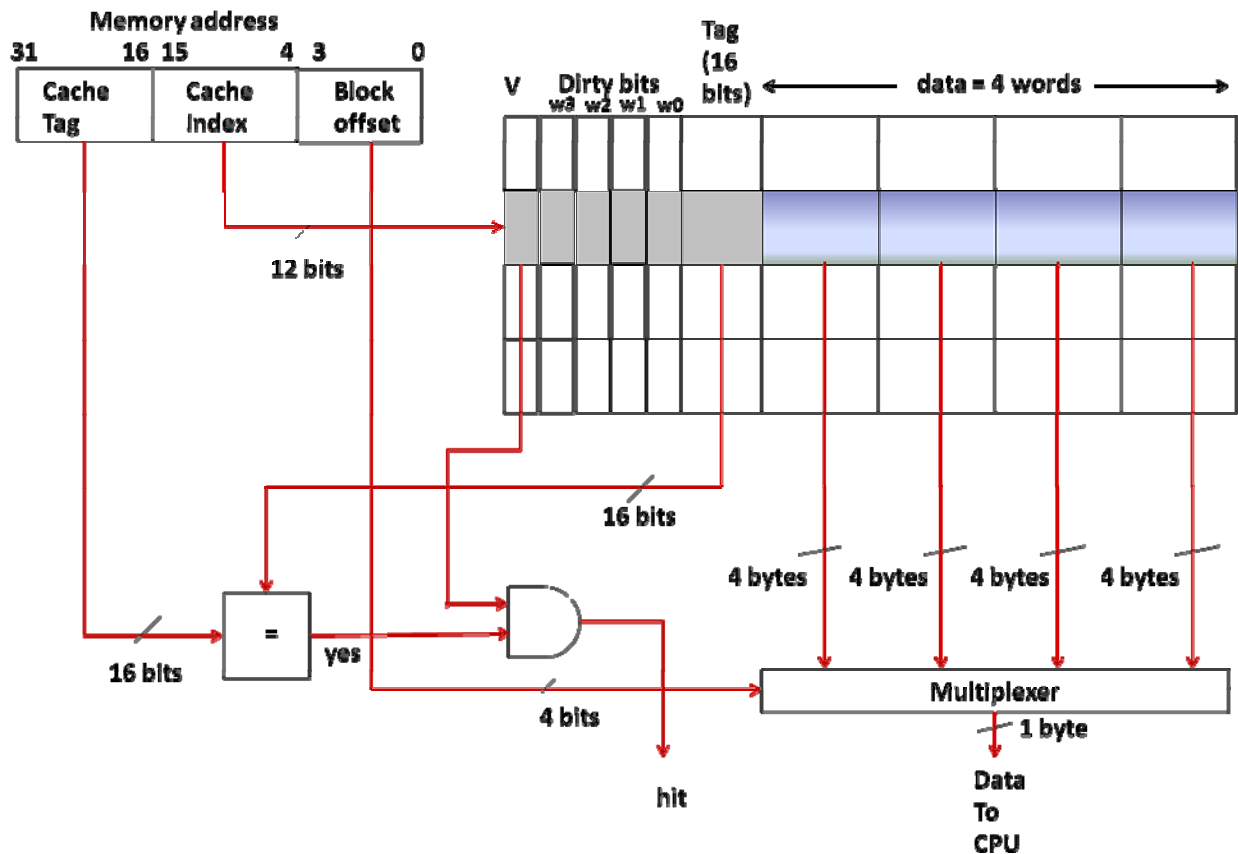 Memory address
31 16 15 4 3 0
Cache Tag
Cache Index
Block offset
V
Dirty bits
w3 w2 w1 w0
Tag
(16
bits)
data = 4 words
12 bits
16 bits
4 bytes 4 bytes 4 bytes 4 bytes
=
yes
16 bits
4 bits
Multiplexer
1 byte
hit
Data
To
CPU